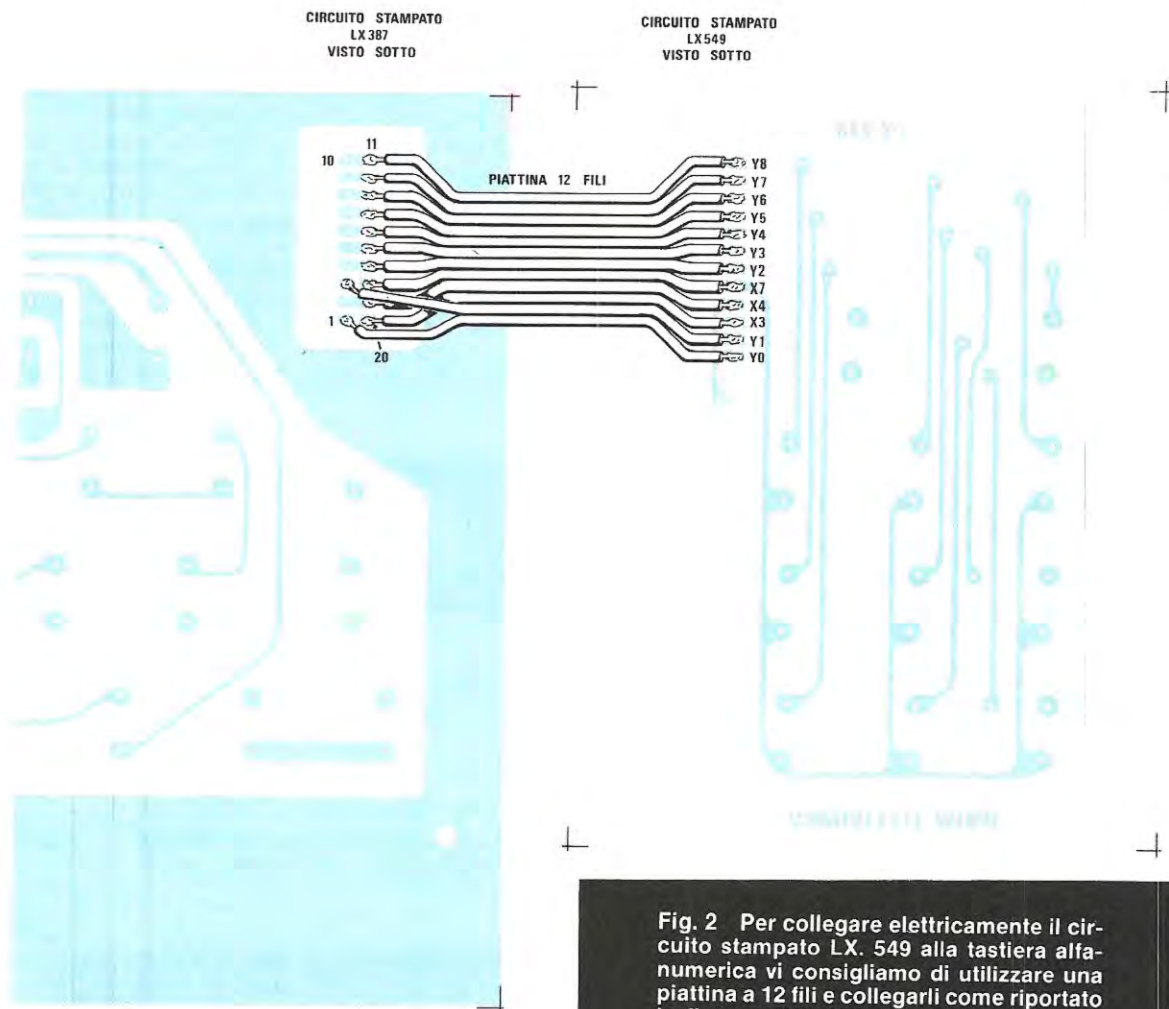 CIRCUITO STAMPATO
LX387
VISTO SOTTO
CIRCUITO STAMPATO
LX549
VISTO SOTTO
11
10
1
20
PIATTINA 12 FILI
Y8
Y7
Y6
Y5
Y4
Y3
Y2
X7
X4
X3
Y1
Y0
Fig. 2 Per collegare elettricamente il cir-
cuito stampato LX. 549 alla tastiera alfa-
numerica vi consigliamo di utilizzare una
piattina a 12 fili e collegarli come riportato